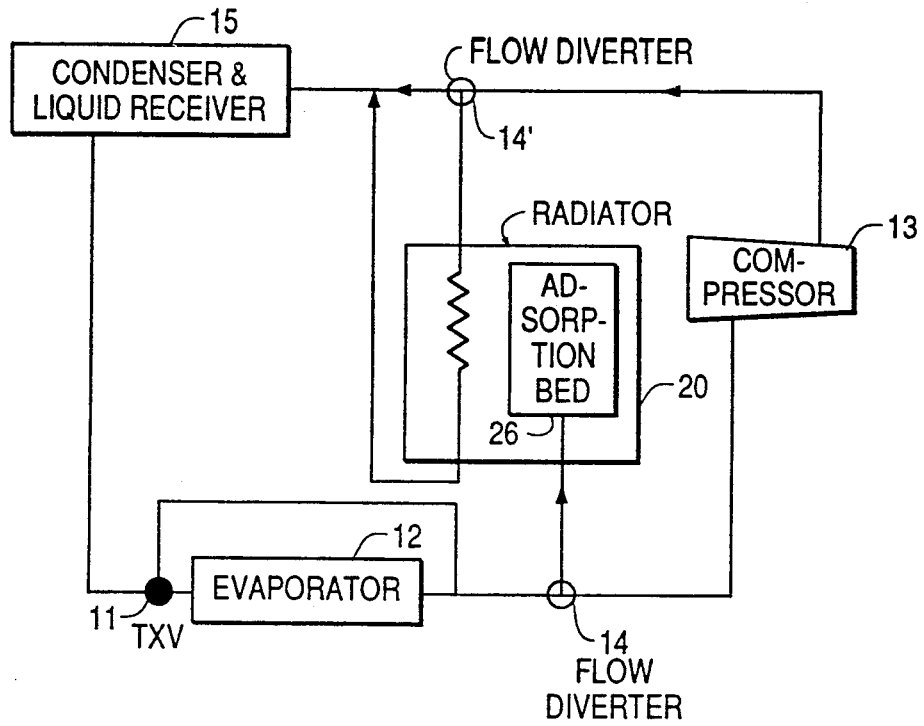 15
CONDENSER &
LIQUID RECEIVER
FLOW DIVERTER
14'
RADIATOR
13
COM-
PRESSOR
AD-
SORP-
TION
BED
20
26
12
EVAPORATOR
11
TXV
14
FLOW
DIVERTER